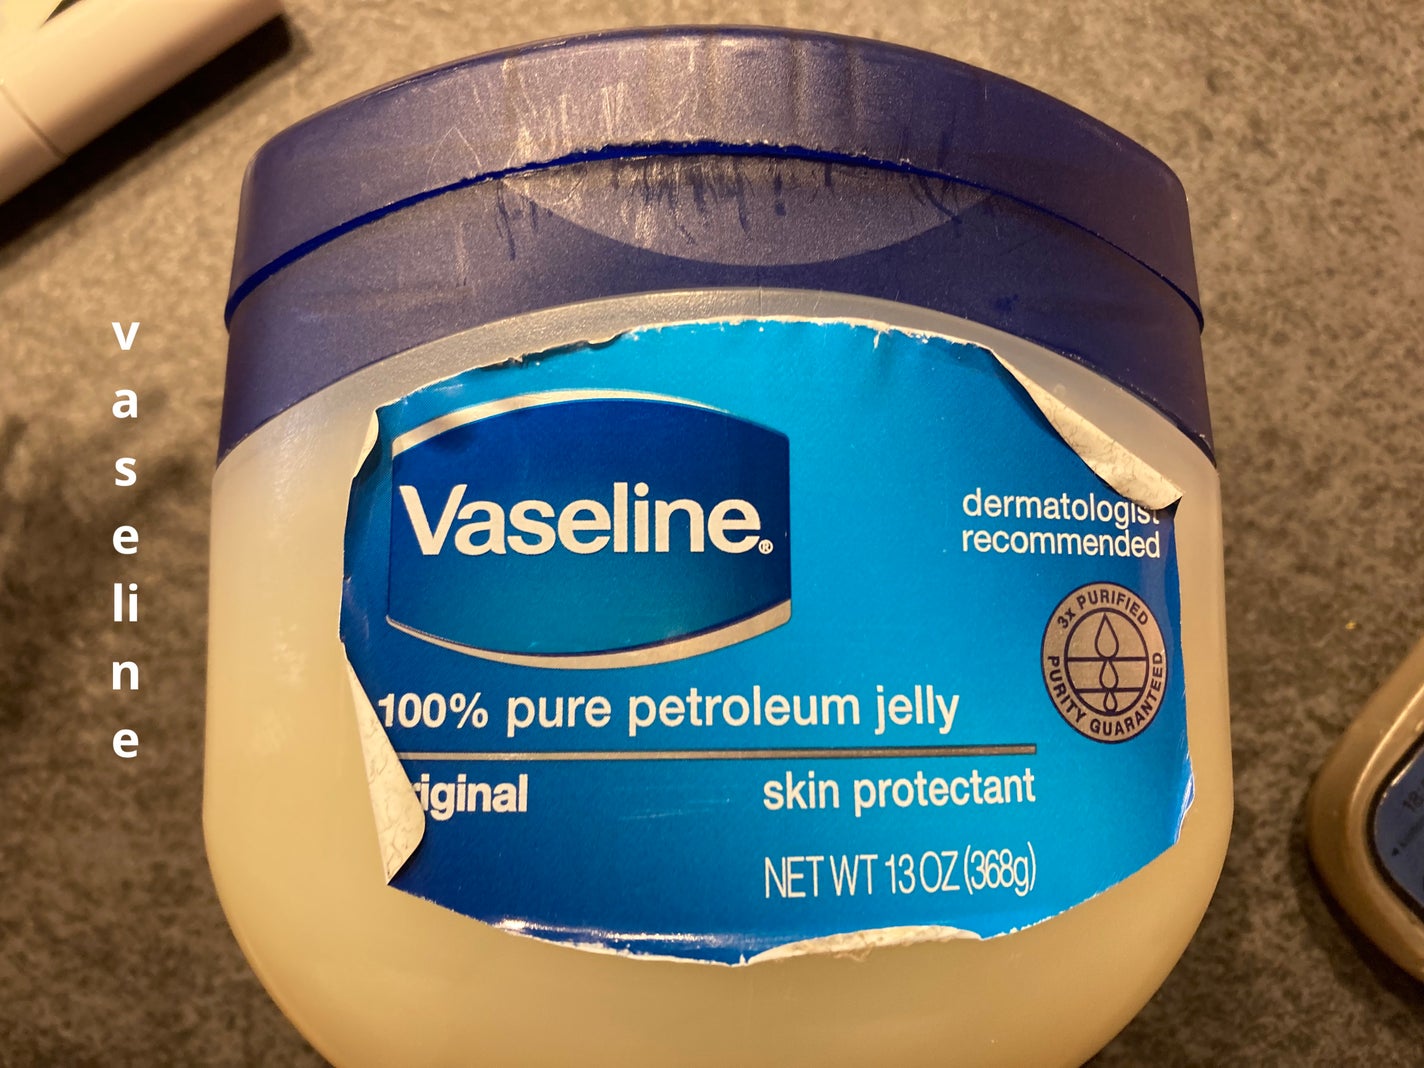 v
a
s
e
li
n
e
Vaseline®
dermatologist
recommended
3x PURIFIED
PURITY GUARANTEED
100% pure petroleum jelly
riginal
skin protectant
NET WT 13 OZ (368g)